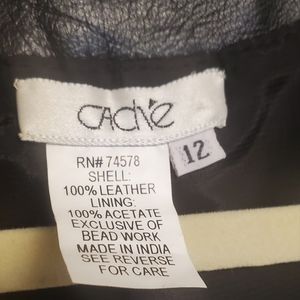 CACHÉ
12
RN# 74578
SHELL:
100% LEATHER
LINING:
100% ACETATE
EXCLUSIVE OF
BEAD WORK
MADE IN INDIA
SEE REVERSE
FOR CARE